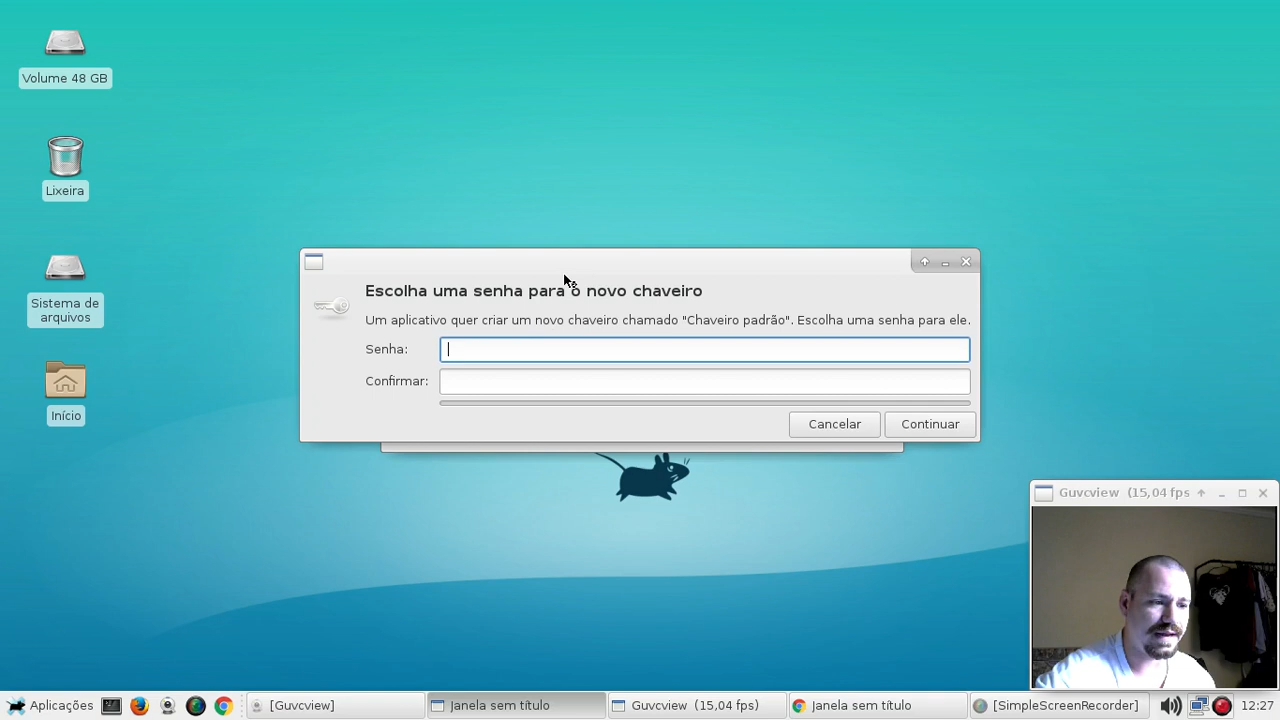 Volume 48 GB
Lixeira
Sistema de
arquivos
Início
Escolha uma senha para o novo chaveiro
Um aplicativo quer criar um novo chaveiro chamado "Chaveiro padrão". Escolha uma senha para ele.
Senha:
Confirmar:
Cancelar
Continuar
Guvcview (15,04 fps
Aplicações
[Guvcview]
Janela sem título
Guvcview (15,04 fps)
Janela sem título
[SimpleScreenRecorder]
12:27